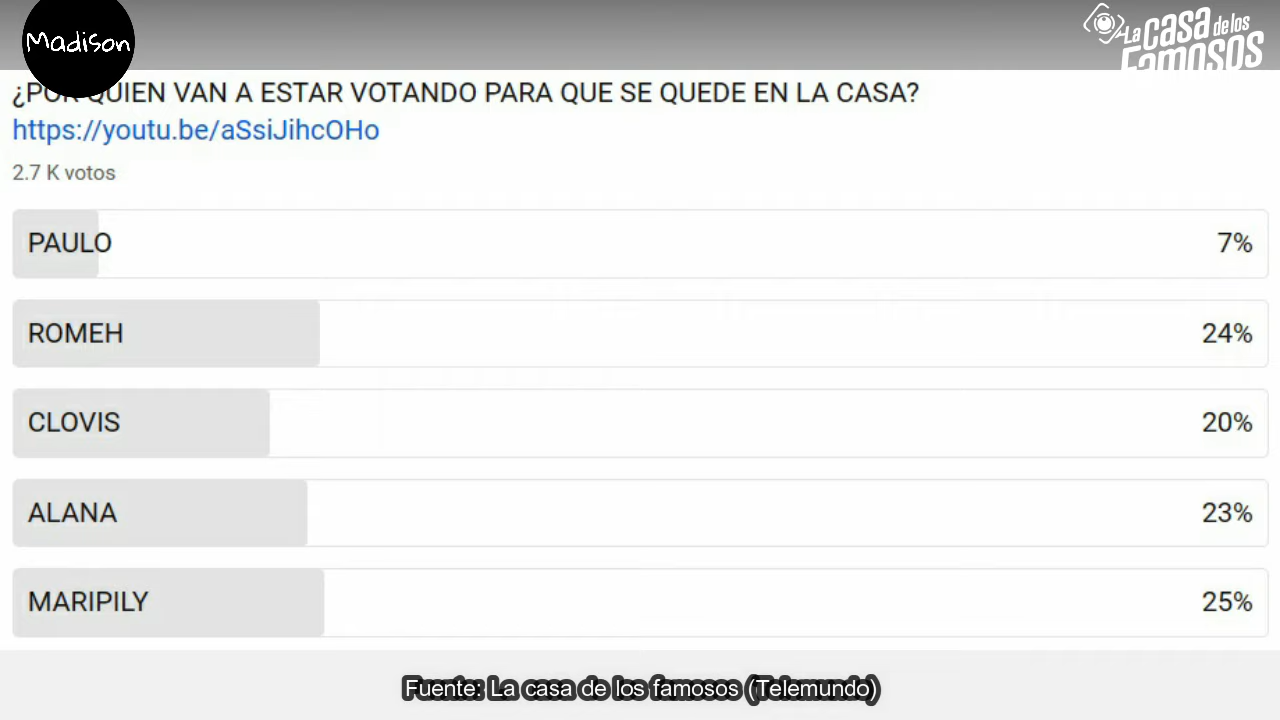 Madison
La casa de los famosos
¿POR QUIEN VAN A ESTAR VOTANDO PARA QUE SE QUEDE EN LA CASA?
https://youtu.be/aSsiJihcOHo
2.7 K votos
PAULO 7%
ROMEH 24%
CLOVIS 20%
ALANA 23%
MARIPILY 25%
Fuente: La casa de los famosos (Telemundo)